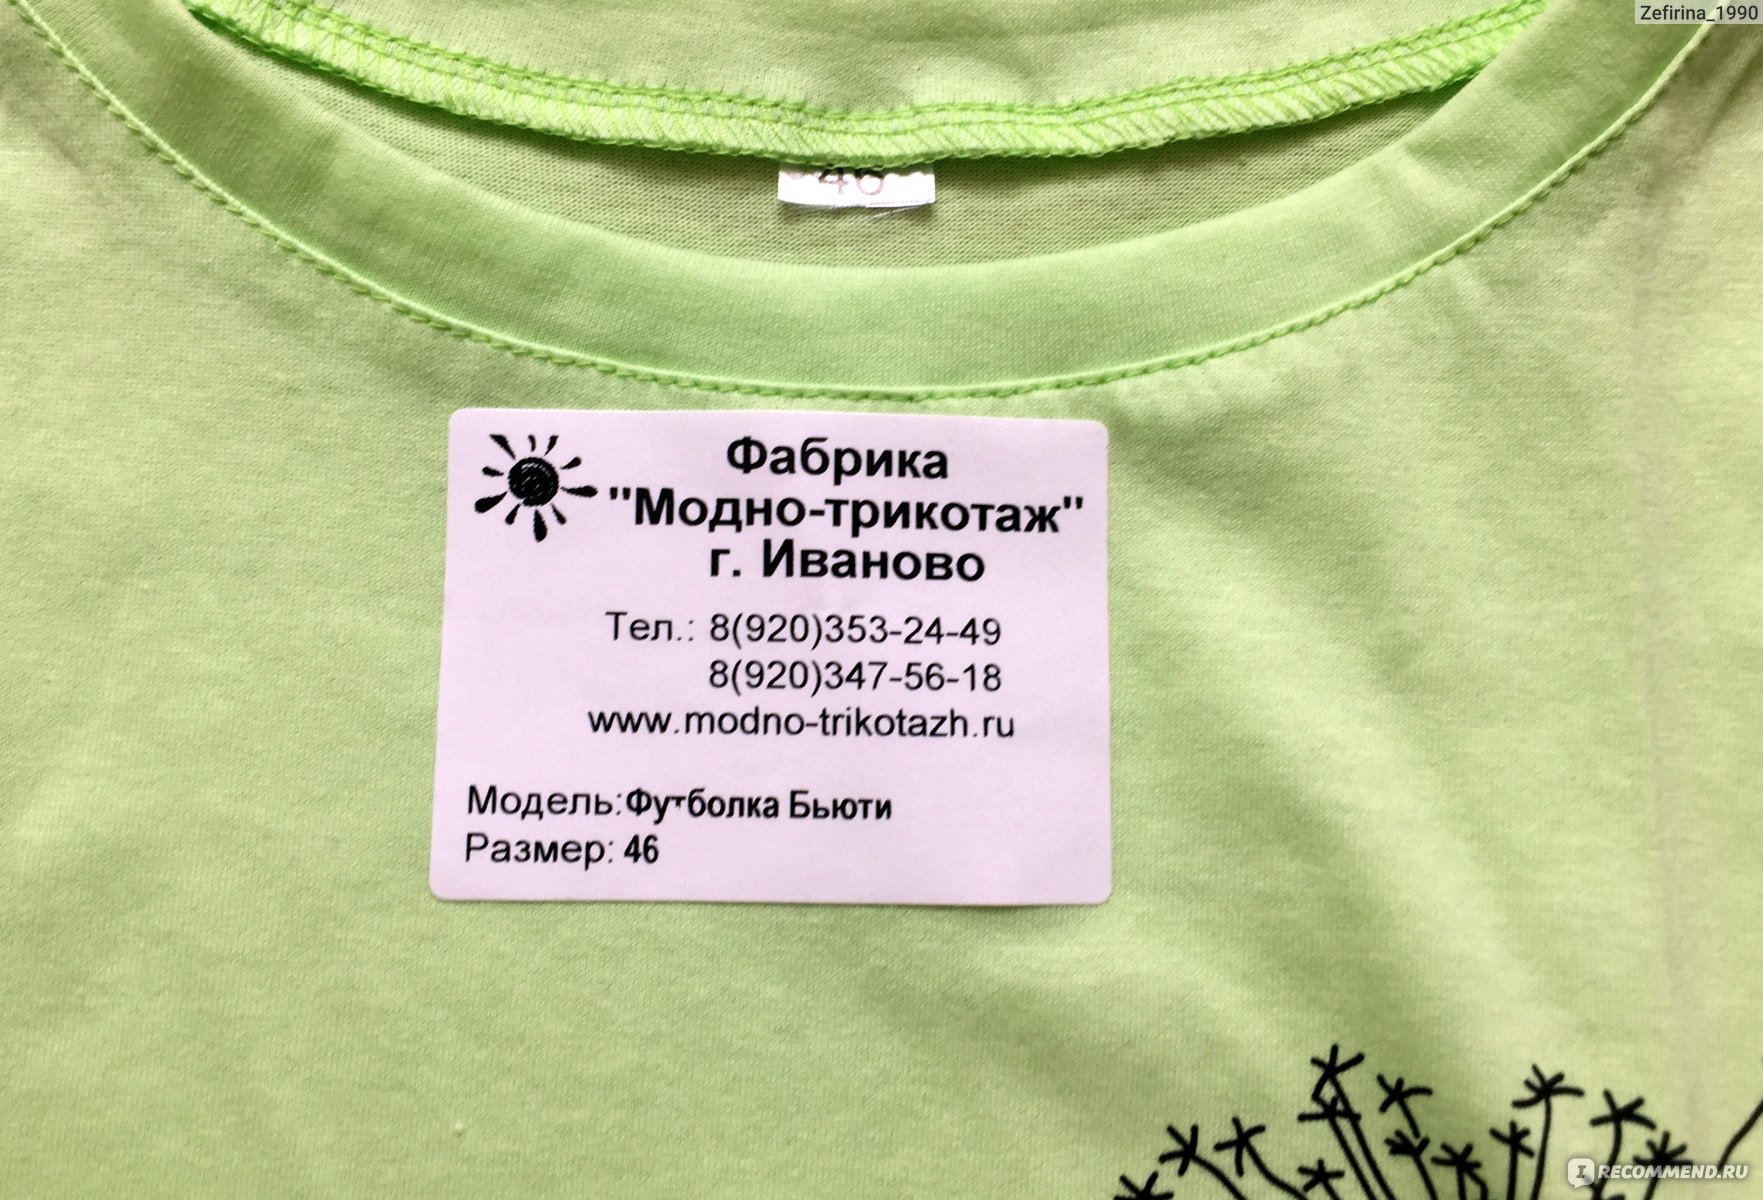 Zefirina_1990
46
Фабрика
"Модно-трикотаж"
г. Иваново
Тел.: 8(920)353-24-49
8(920)347-56-18
www.modno-trikotazh.ru
Модель:Футболка Бьюти
Размер: 46
RECOMMEND.RU